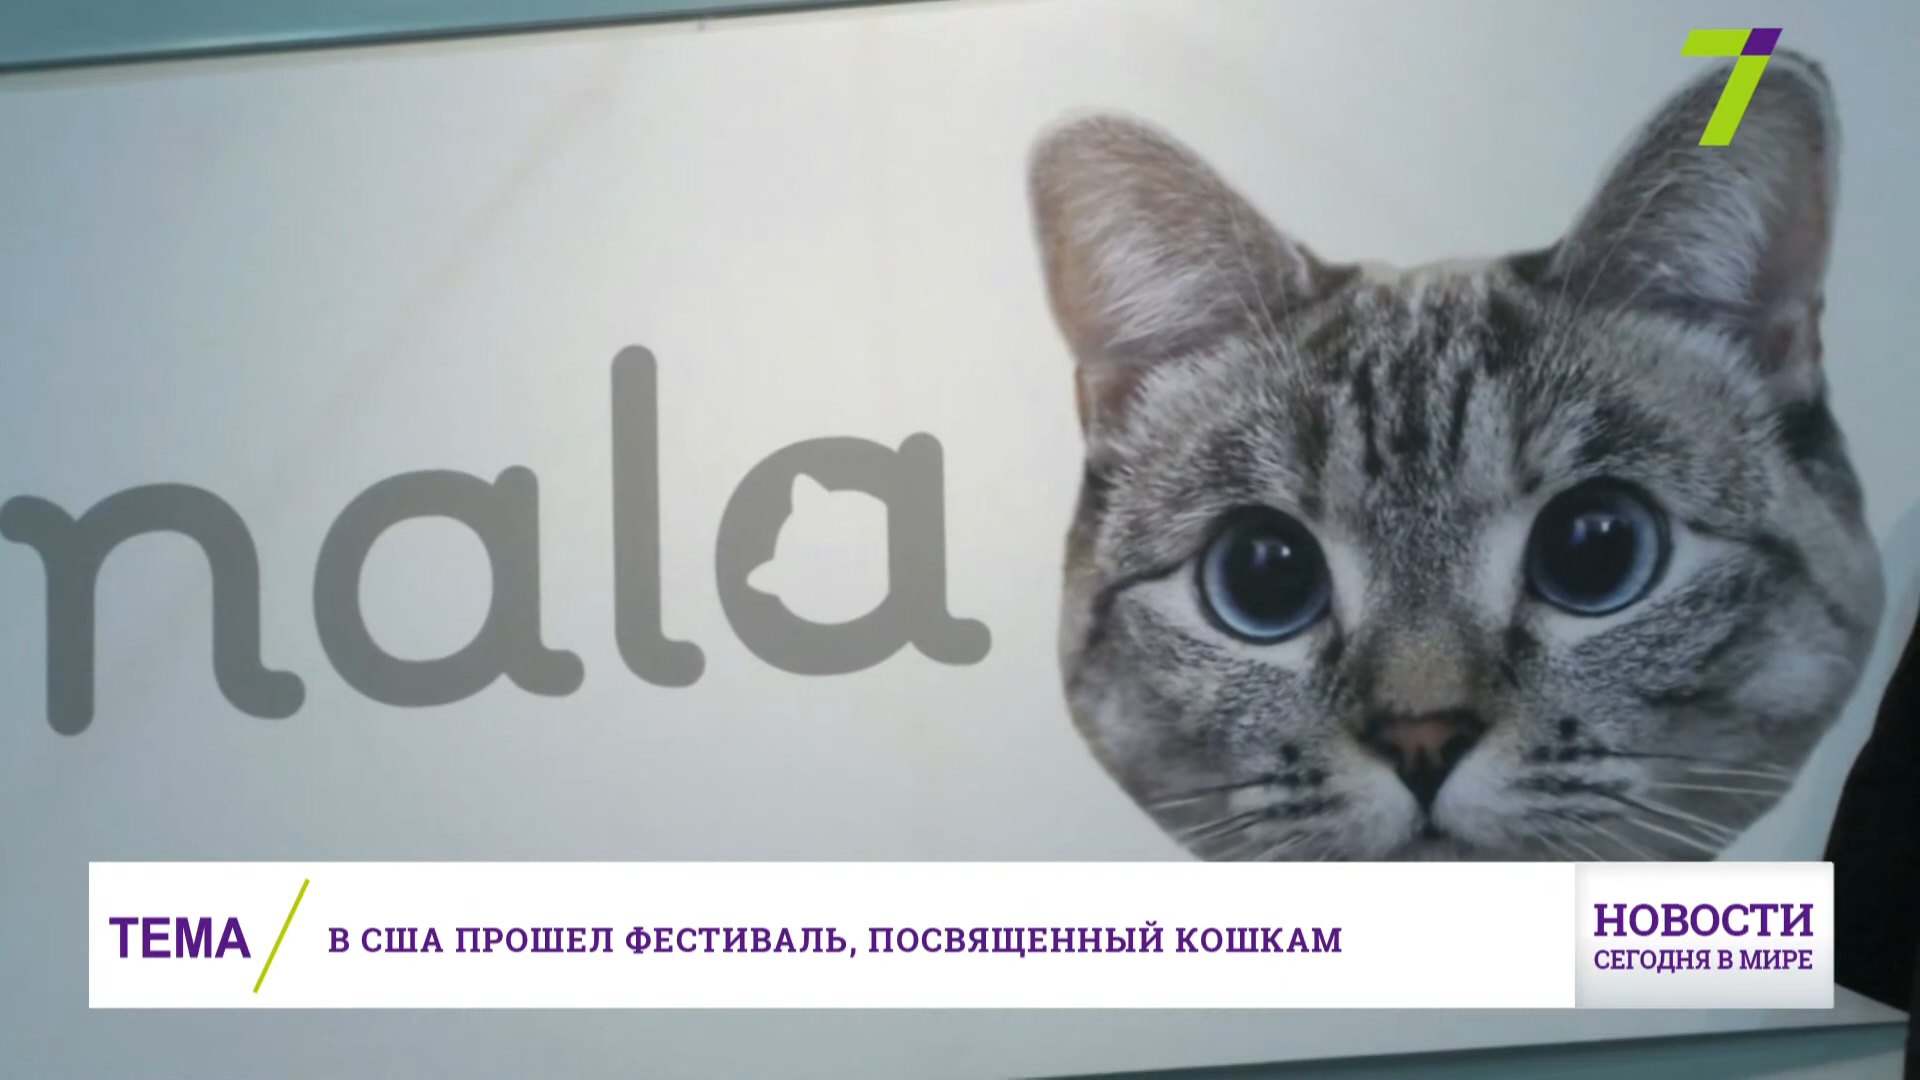 7
nala
ТЕМА
В США ПРОШЕЛ ФЕСТИВАЛЬ, ПОСВЯЩЕННЫЙ КОШКАМ
НОВОСТИ
СЕГОДНЯ В МИРЕ